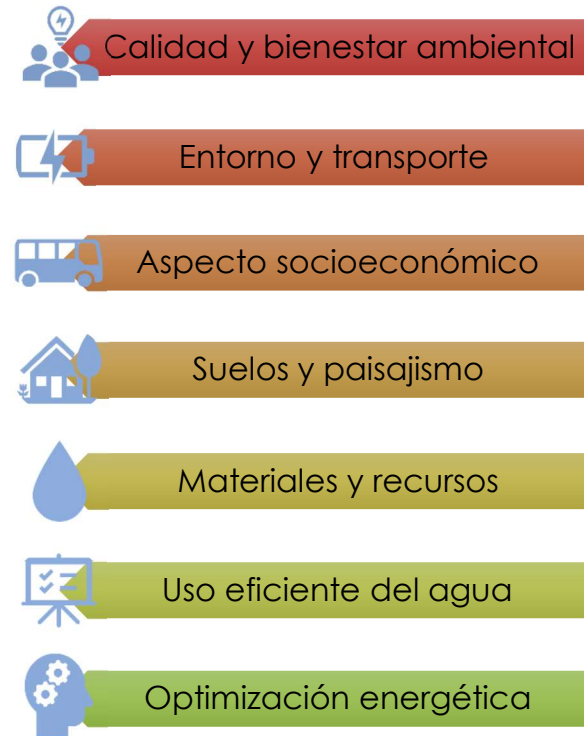 Calidad y bienestar ambiental
Entorno y transporte
Aspecto socioeconómico
Suelos y paisajismo
Materiales y recursos
Uso eficiente del agua
Optimización energética